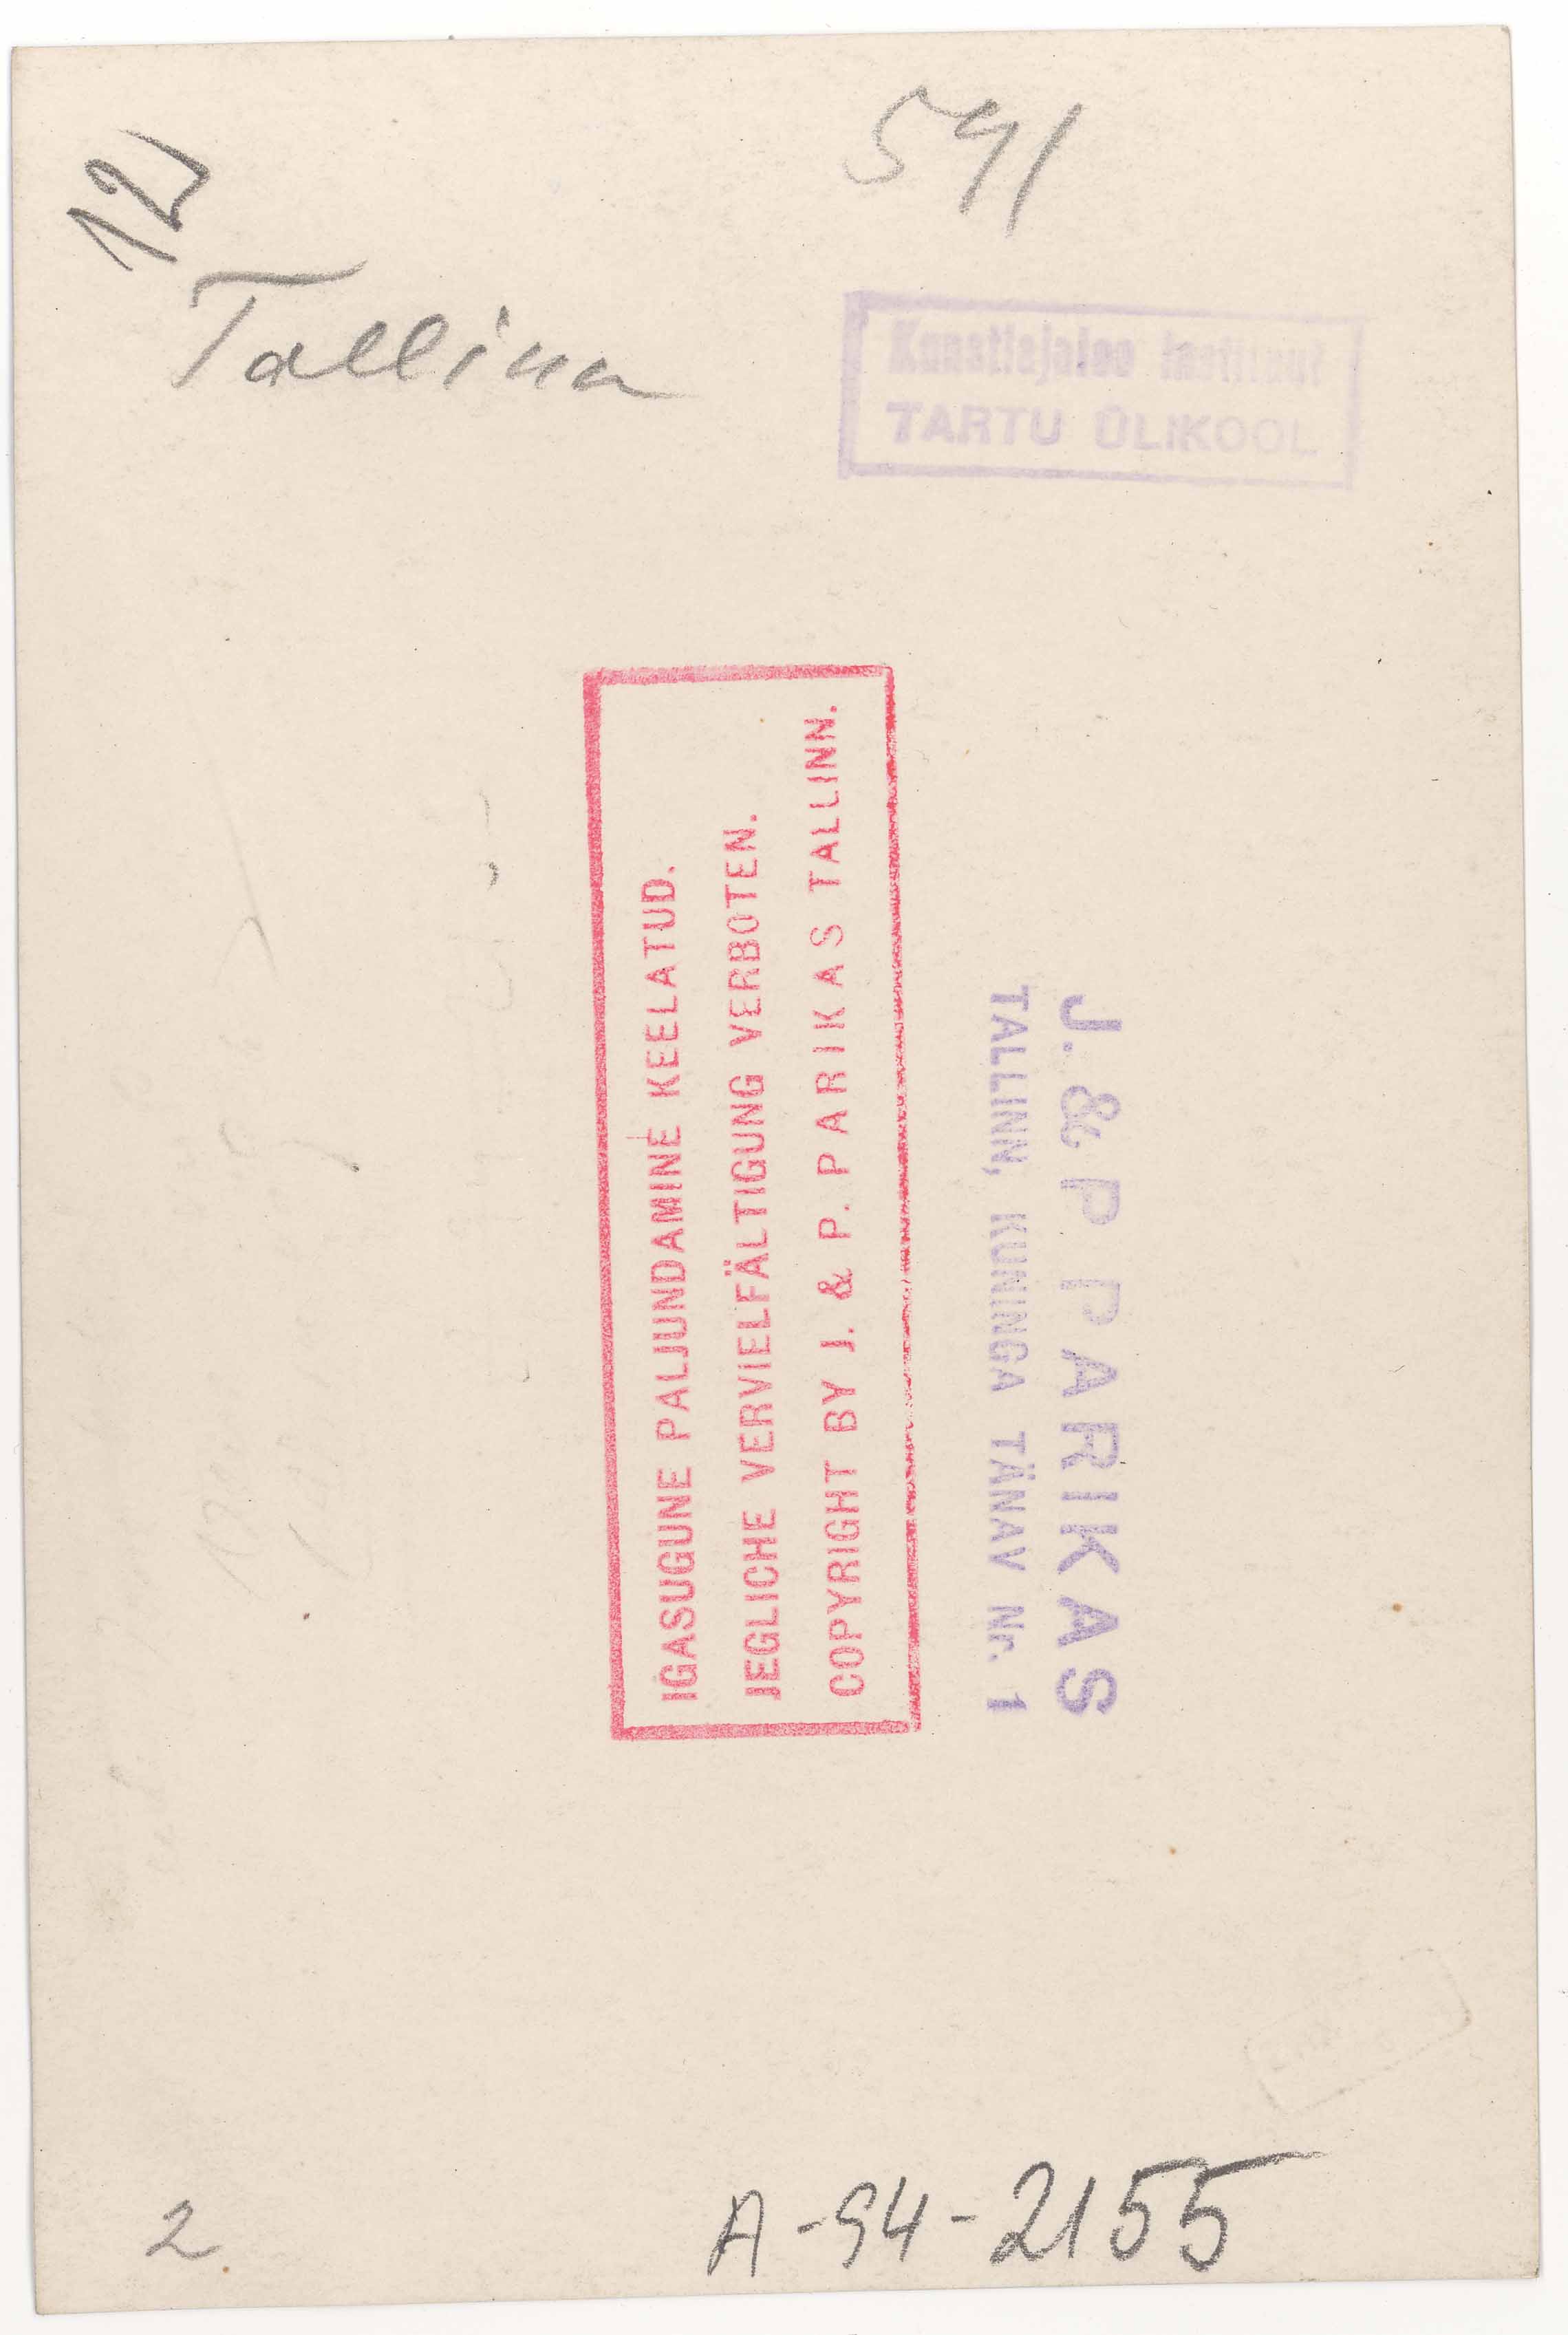 12
541
Tallinn
Kunstiajaloo Instituut
TARTU ÜLIKOOL
IGASUGUNE PALJUNDAMINE KEELATUD.
JEGLICHE VERVIELFÄLTIGUNG VERBOTEN.
COPYRIGHT BY J. & P. PARIKAS TALLINN.
J. & P. PARIKAS
TALLINN, KUNINGA TÄNAV Nr. 1
2
A-94-2155